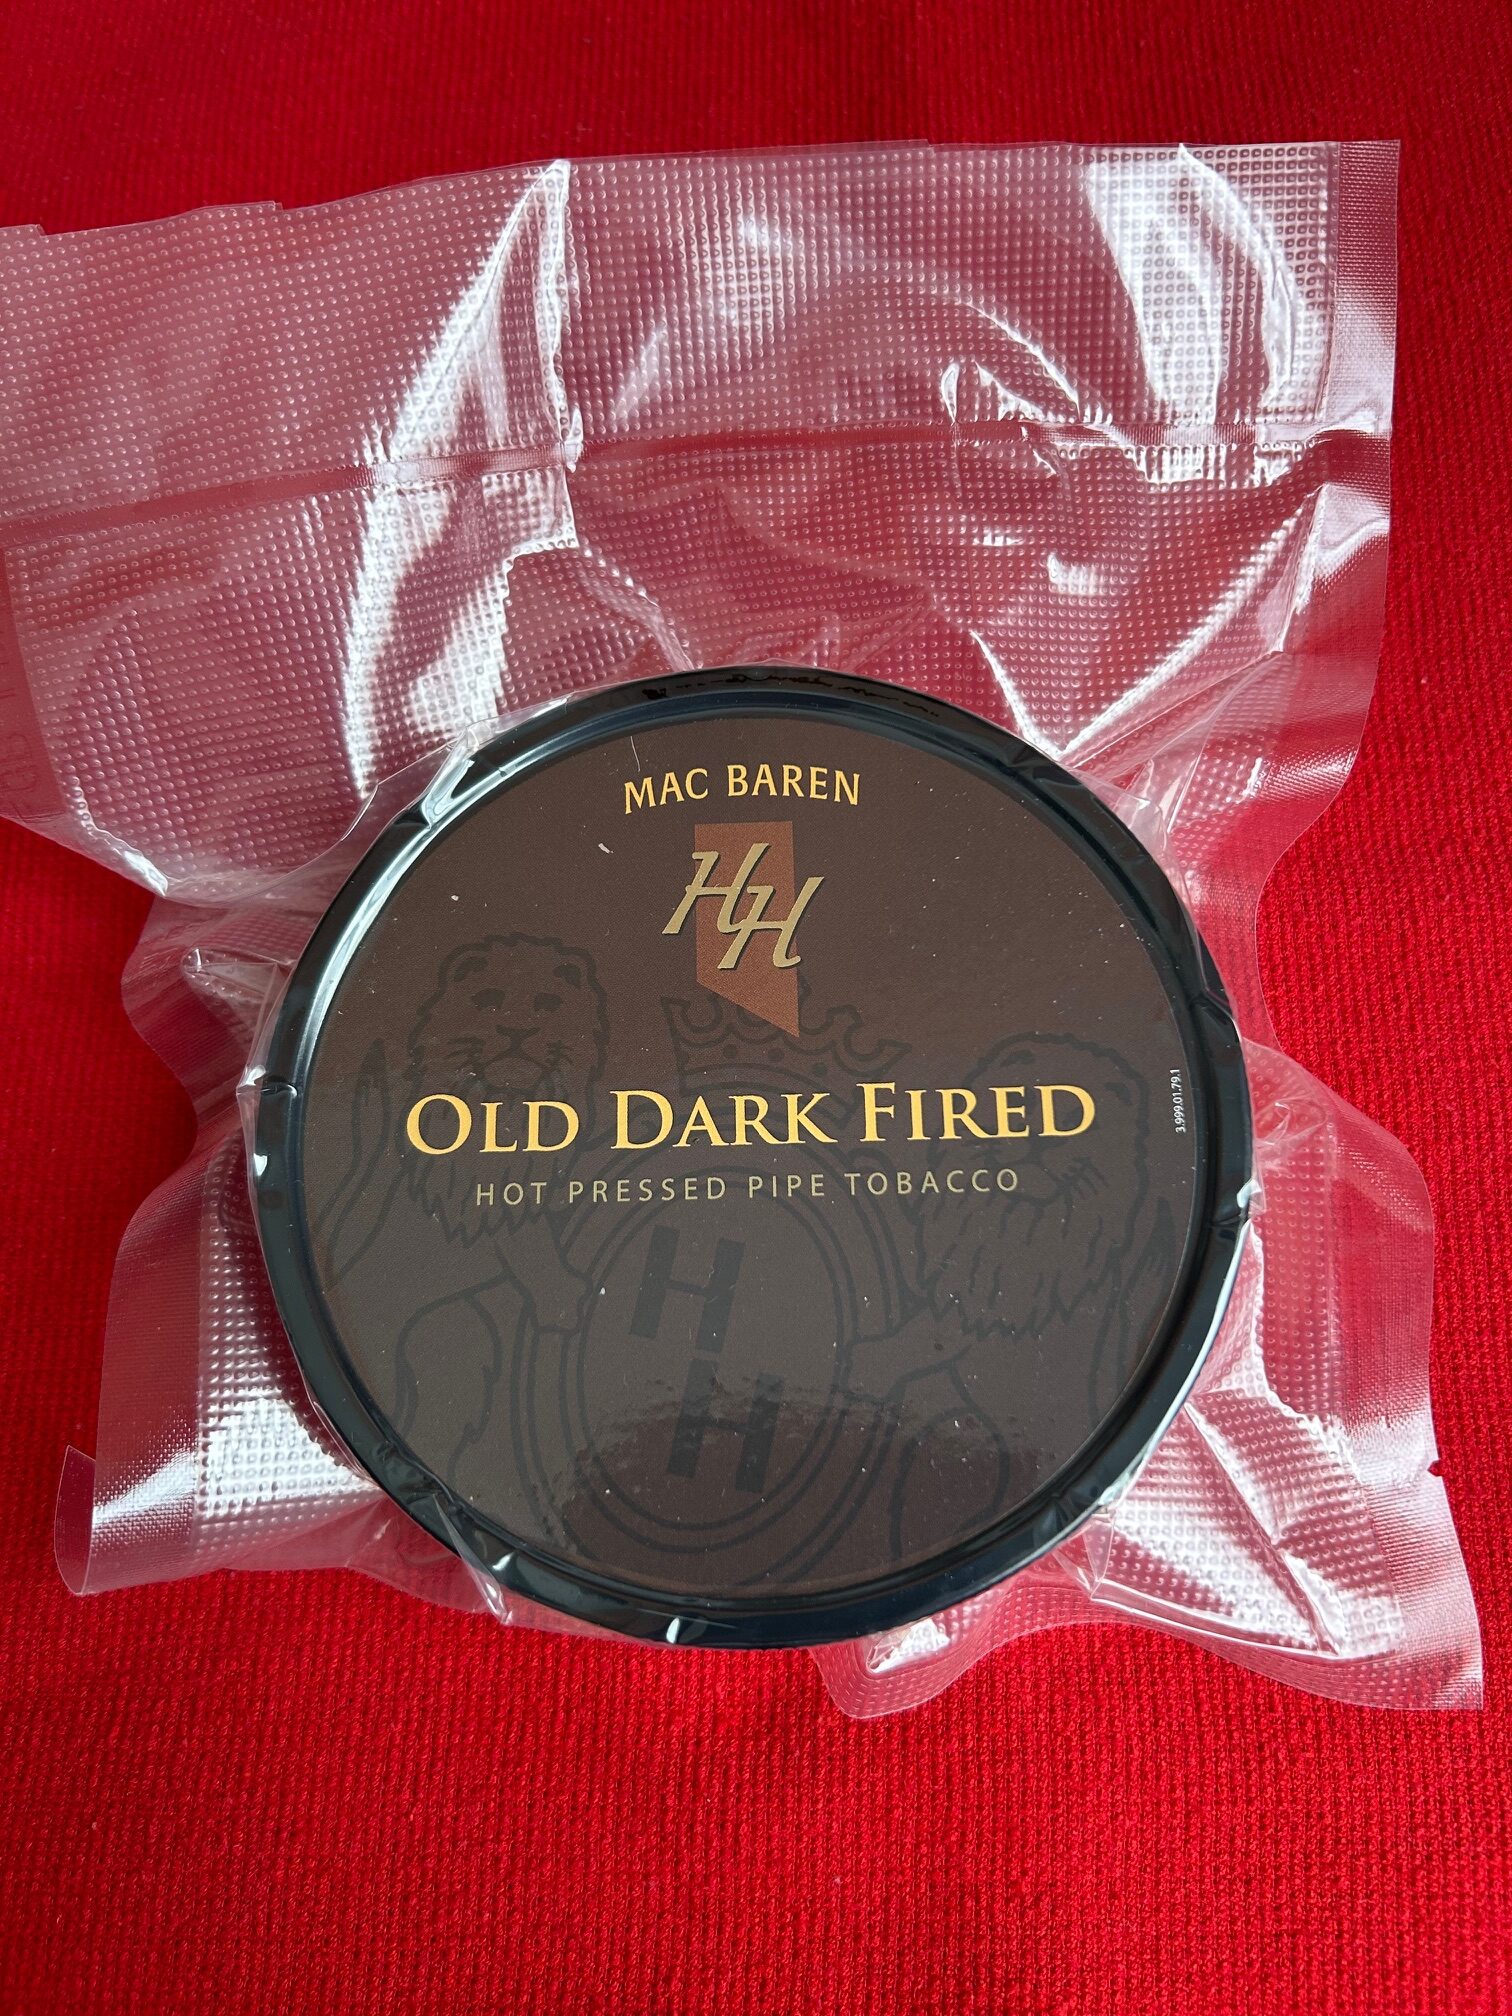 MAC BAREN
HH
OLD DARK FIRED
3.999.01.79.1
HOT PRESSED PIPE TOBACCO
H
H